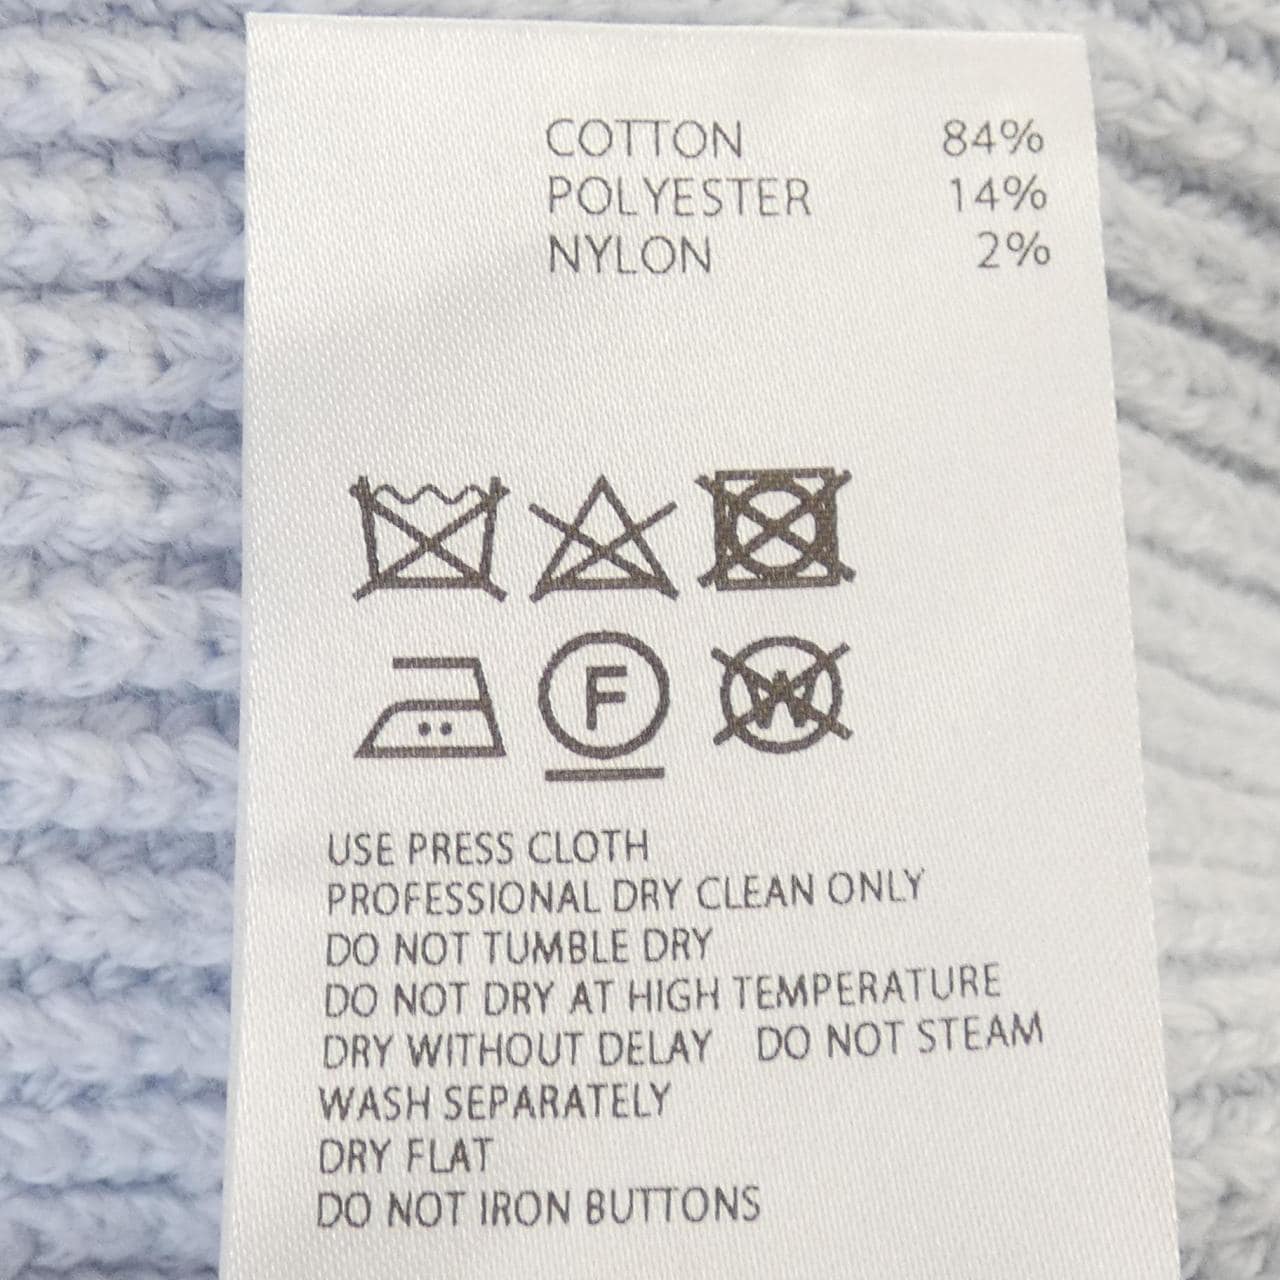 COTTON 84%
POLYESTER 14%
NYLON 2%
F
W
USE PRESS CLOTH
PROFESSIONAL DRY CLEAN ONLY
DO NOT TUMBLE DRY
DO NOT DRY AT HIGH TEMPERATURE
DRY WITHOUT DELAY DO NOT STEAM
WASH SEPARATELY
DRY FLAT
DO NOT IRON BUTTONS